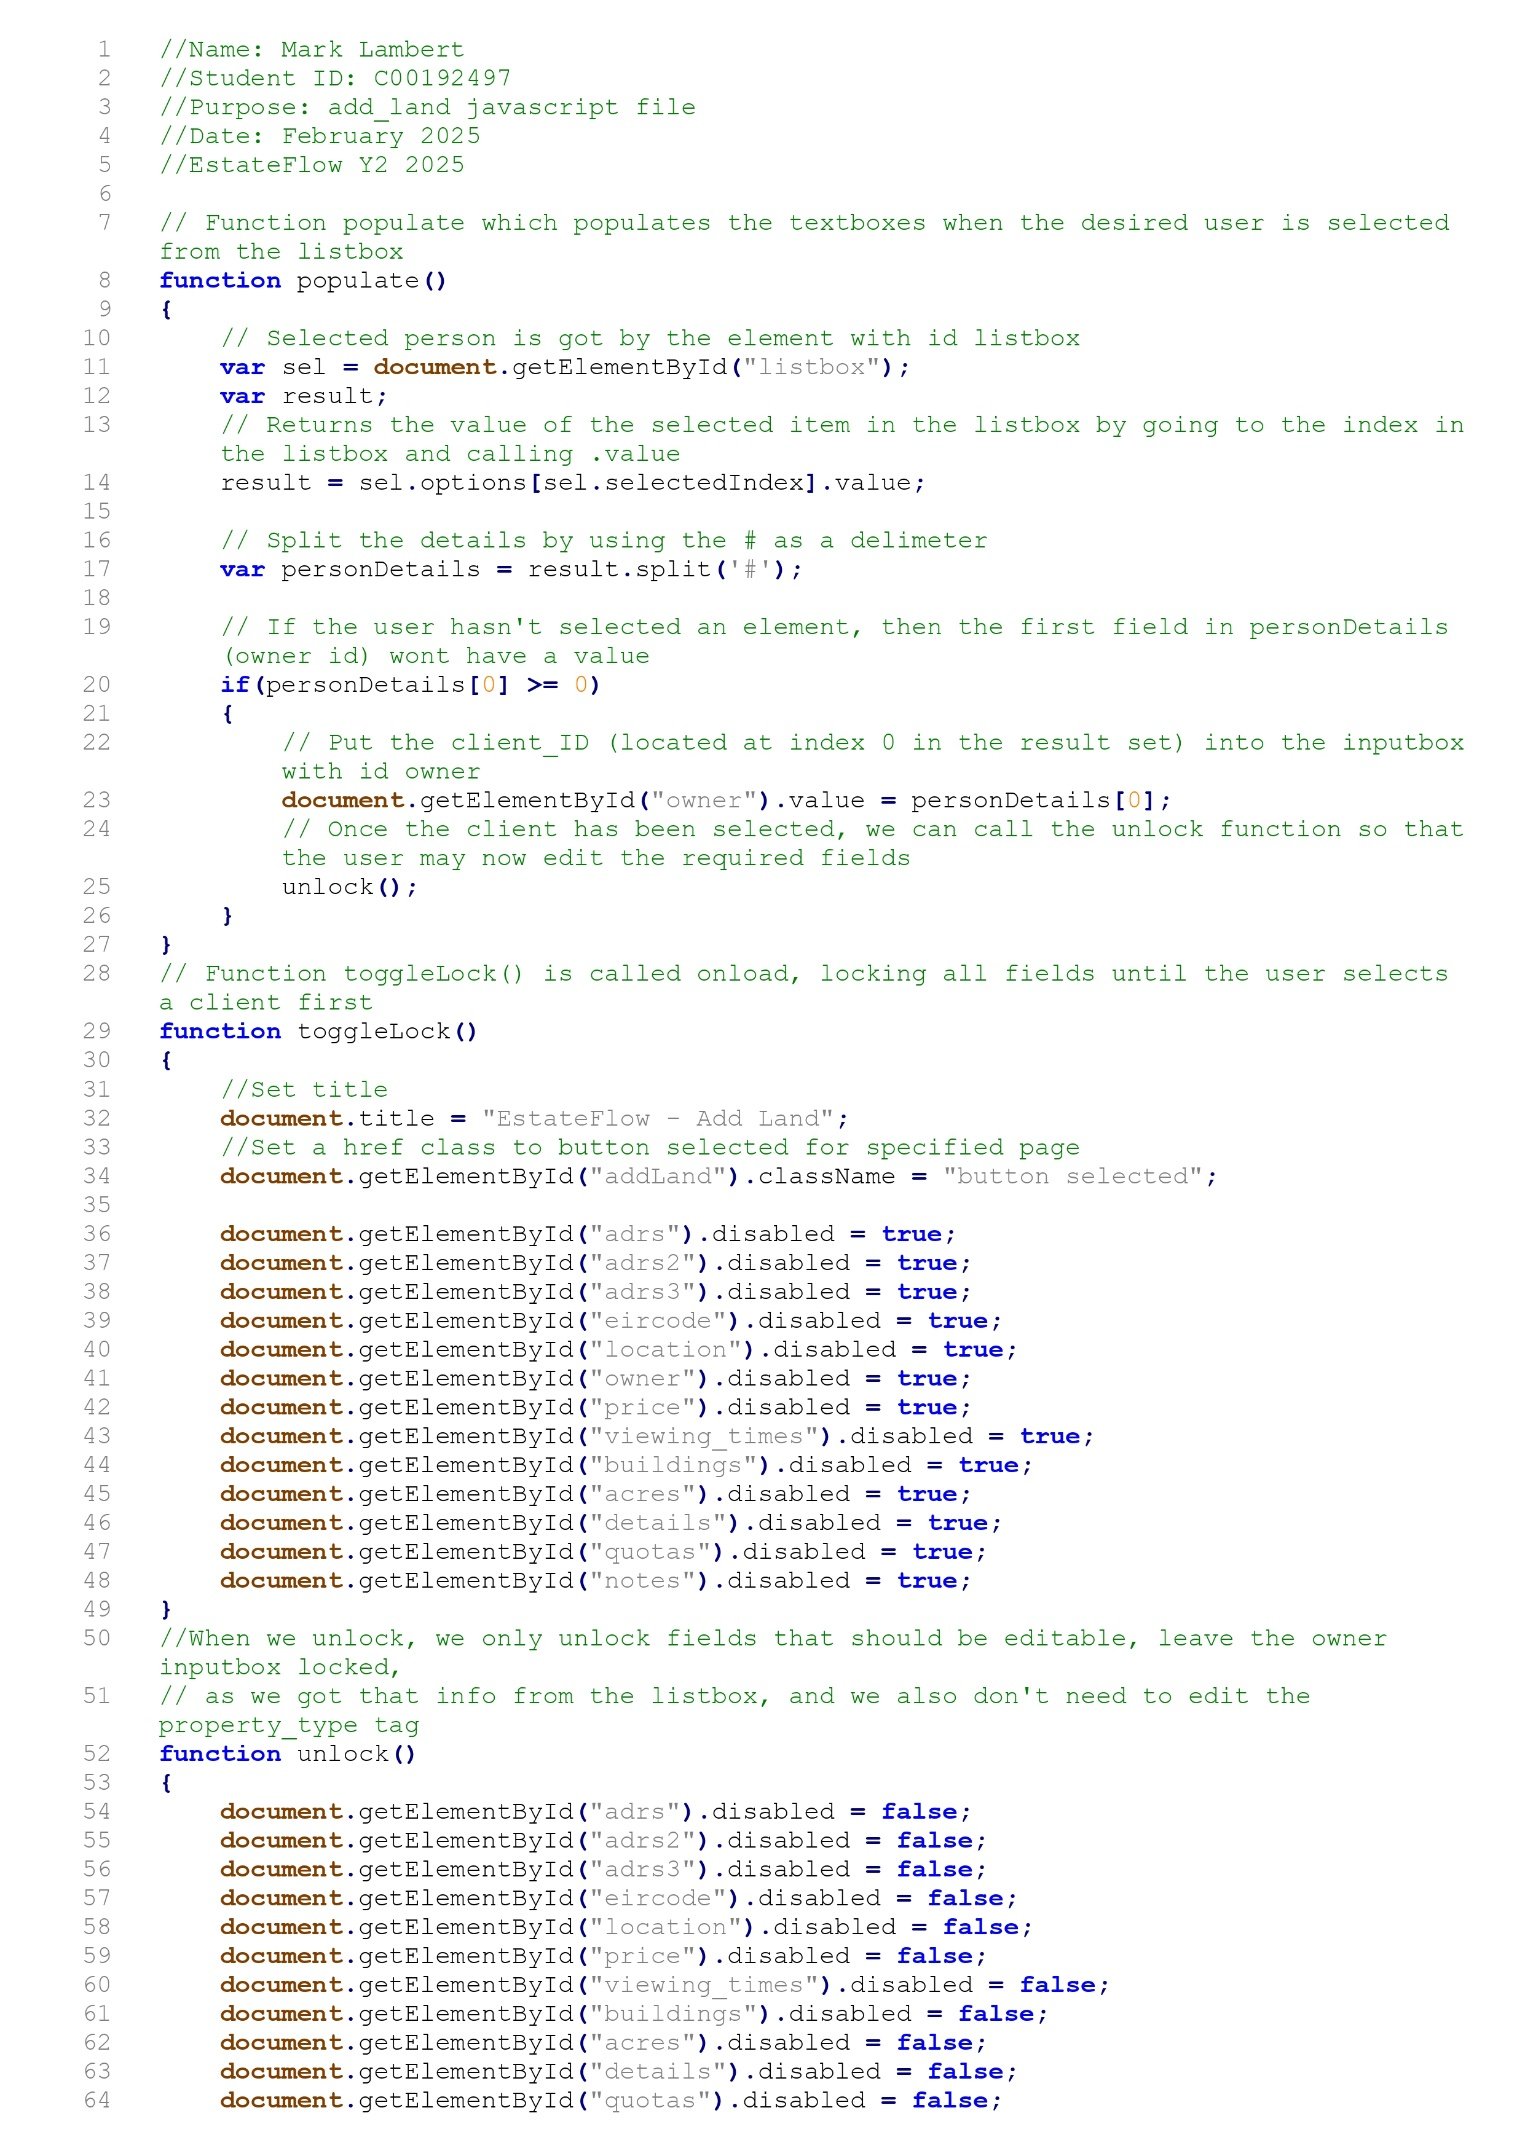 1 //Name: Mark Lambert
2 //Student ID: C00192497
3 //Purpose: add_land javascript file
4 //Date: February 2025
5 //EstateFlow Y2 2025
6
7 // Function populate which populates the textboxes when the desired user is selected
from the listbox
8 function populate()
9 {
10 // Selected person is got by the element with id listbox
11 var sel = document.getElementById("listbox");
12 var result;
13 // Returns the value of the selected item in the listbox by going to the index in
the listbox and calling .value
14 result = sel.options[sel.selectedIndex].value;
15
16 // Split the details by using the # as a delimeter
17 var personDetails = result.split('#');
18
19 // If the user hasn't selected an element, then the first field in personDetails
(owner id) wont have a value
20 if(personDetails[0] >= 0)
21 {
22 // Put the client_ID (located at index 0 in the result set) into the inputbox
with id owner
23 document.getElementById("owner").value = personDetails[0];
24 // Once the client has been selected, we can call the unlock function so that
the user may now edit the required fields
25 unlock();
26 }
27 }
28 // Function toggleLock() is called onload, locking all fields until the user selects
a client first
29 function toggleLock()
30 {
31 //Set title
32 document.title = "EstateFlow - Add Land";
33 //Set a href class to button selected for specified page
34 document.getElementById("addLand").className = "button selected";
35
36 document.getElementById("adrs").disabled = true;
37 document.getElementById("adrs2").disabled = true;
38 document.getElementById("adrs3").disabled = true;
39 document.getElementById("eircode").disabled = true;
40 document.getElementById("location").disabled = true;
41 document.getElementById("owner").disabled = true;
42 document.getElementById("price").disabled = true;
43 document.getElementById("viewing_times").disabled = true;
44 document.getElementById("buildings").disabled = true;
45 document.getElementById("acres").disabled = true;
46 document.getElementById("details").disabled = true;
47 document.getElementById("quotas").disabled = true;
48 document.getElementById("notes").disabled = true;
49 }
50 //When we unlock, we only unlock fields that should be editable, leave the owner
inputbox locked,
51 // as we got that info from the listbox, and we also don't need to edit the
property_type tag
52 function unlock()
53 {
54 document.getElementById("adrs").disabled = false;
55 document.getElementById("adrs2").disabled = false;
56 document.getElementById("adrs3").disabled = false;
57 document.getElementById("eircode").disabled = false;
58 document.getElementById("location").disabled = false;
59 document.getElementById("price").disabled = false;
60 document.getElementById("viewing_times").disabled = false;
61 document.getElementById("buildings").disabled = false;
62 document.getElementById("acres").disabled = false;
63 document.getElementById("details").disabled = false;
64 document.getElementById("quotas").disabled = false;